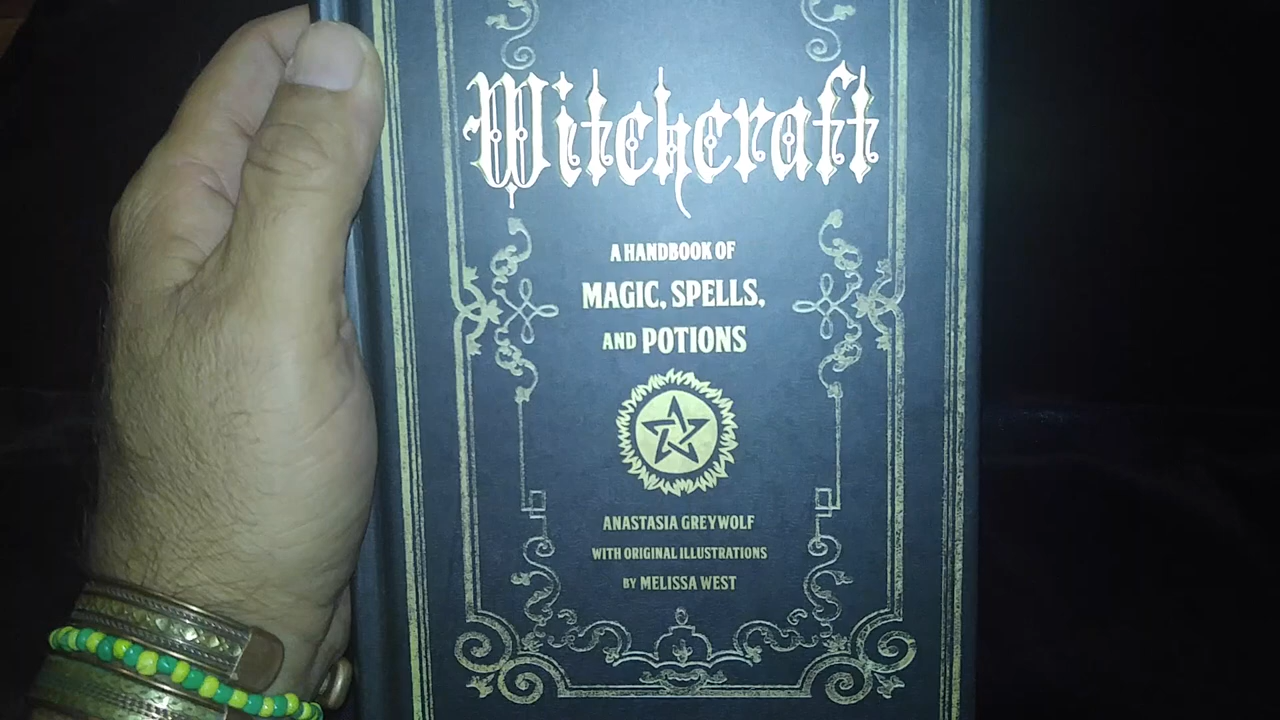 Witchcraft
A HANDBOOK OF
MAGIC, SPELLS,
AND POTIONS
ANASTASIA GREYWOLF
WITH ORIGINAL ILLUSTRATIONS
BY MELISSA WEST